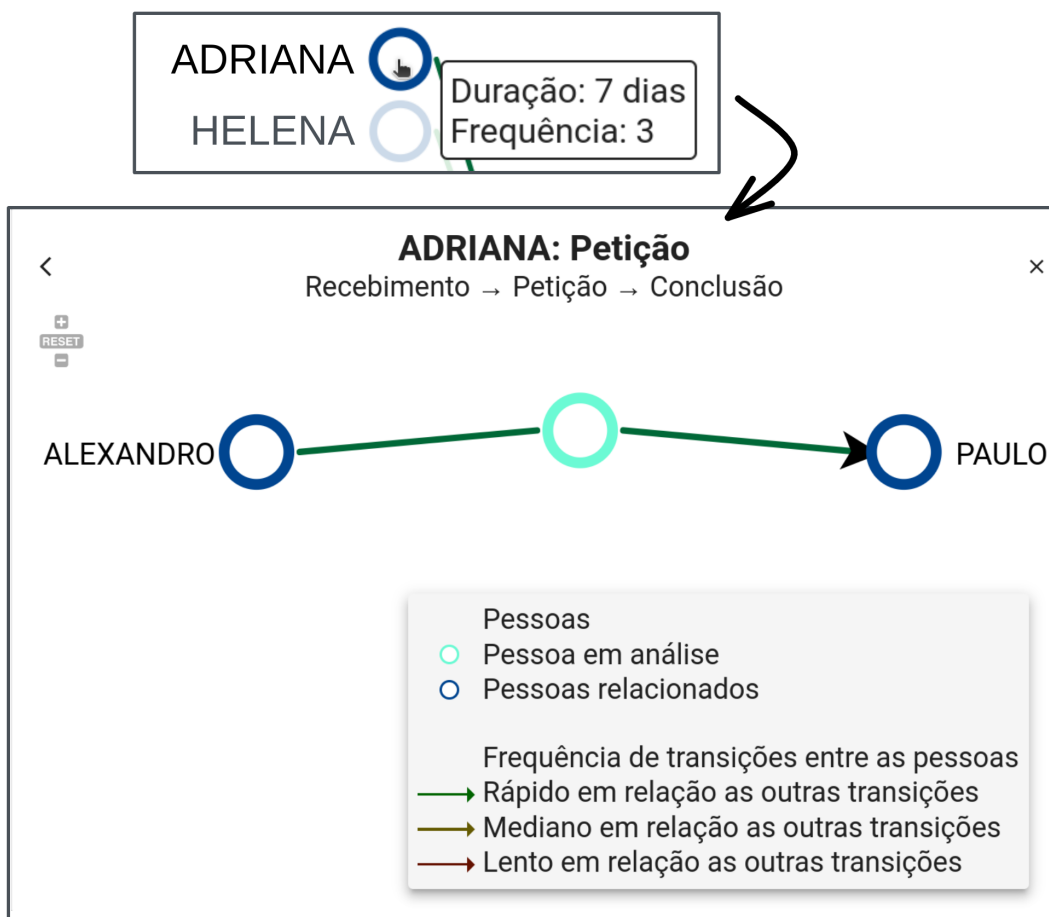 ADRIANA
Duração: 7 dias
HELENA
Frequência: 3
ADRIANA: Petição
Recebimento → Petição → Conclusão
RESET
ALEXANDRO
PAULO
Pessoas
Pessoa em análise
Pessoas relacionados
Frequência de transições entre as pessoas
Rápido em relação as outras transições
Mediano em relação as outras transições
Lento em relação as outras transições